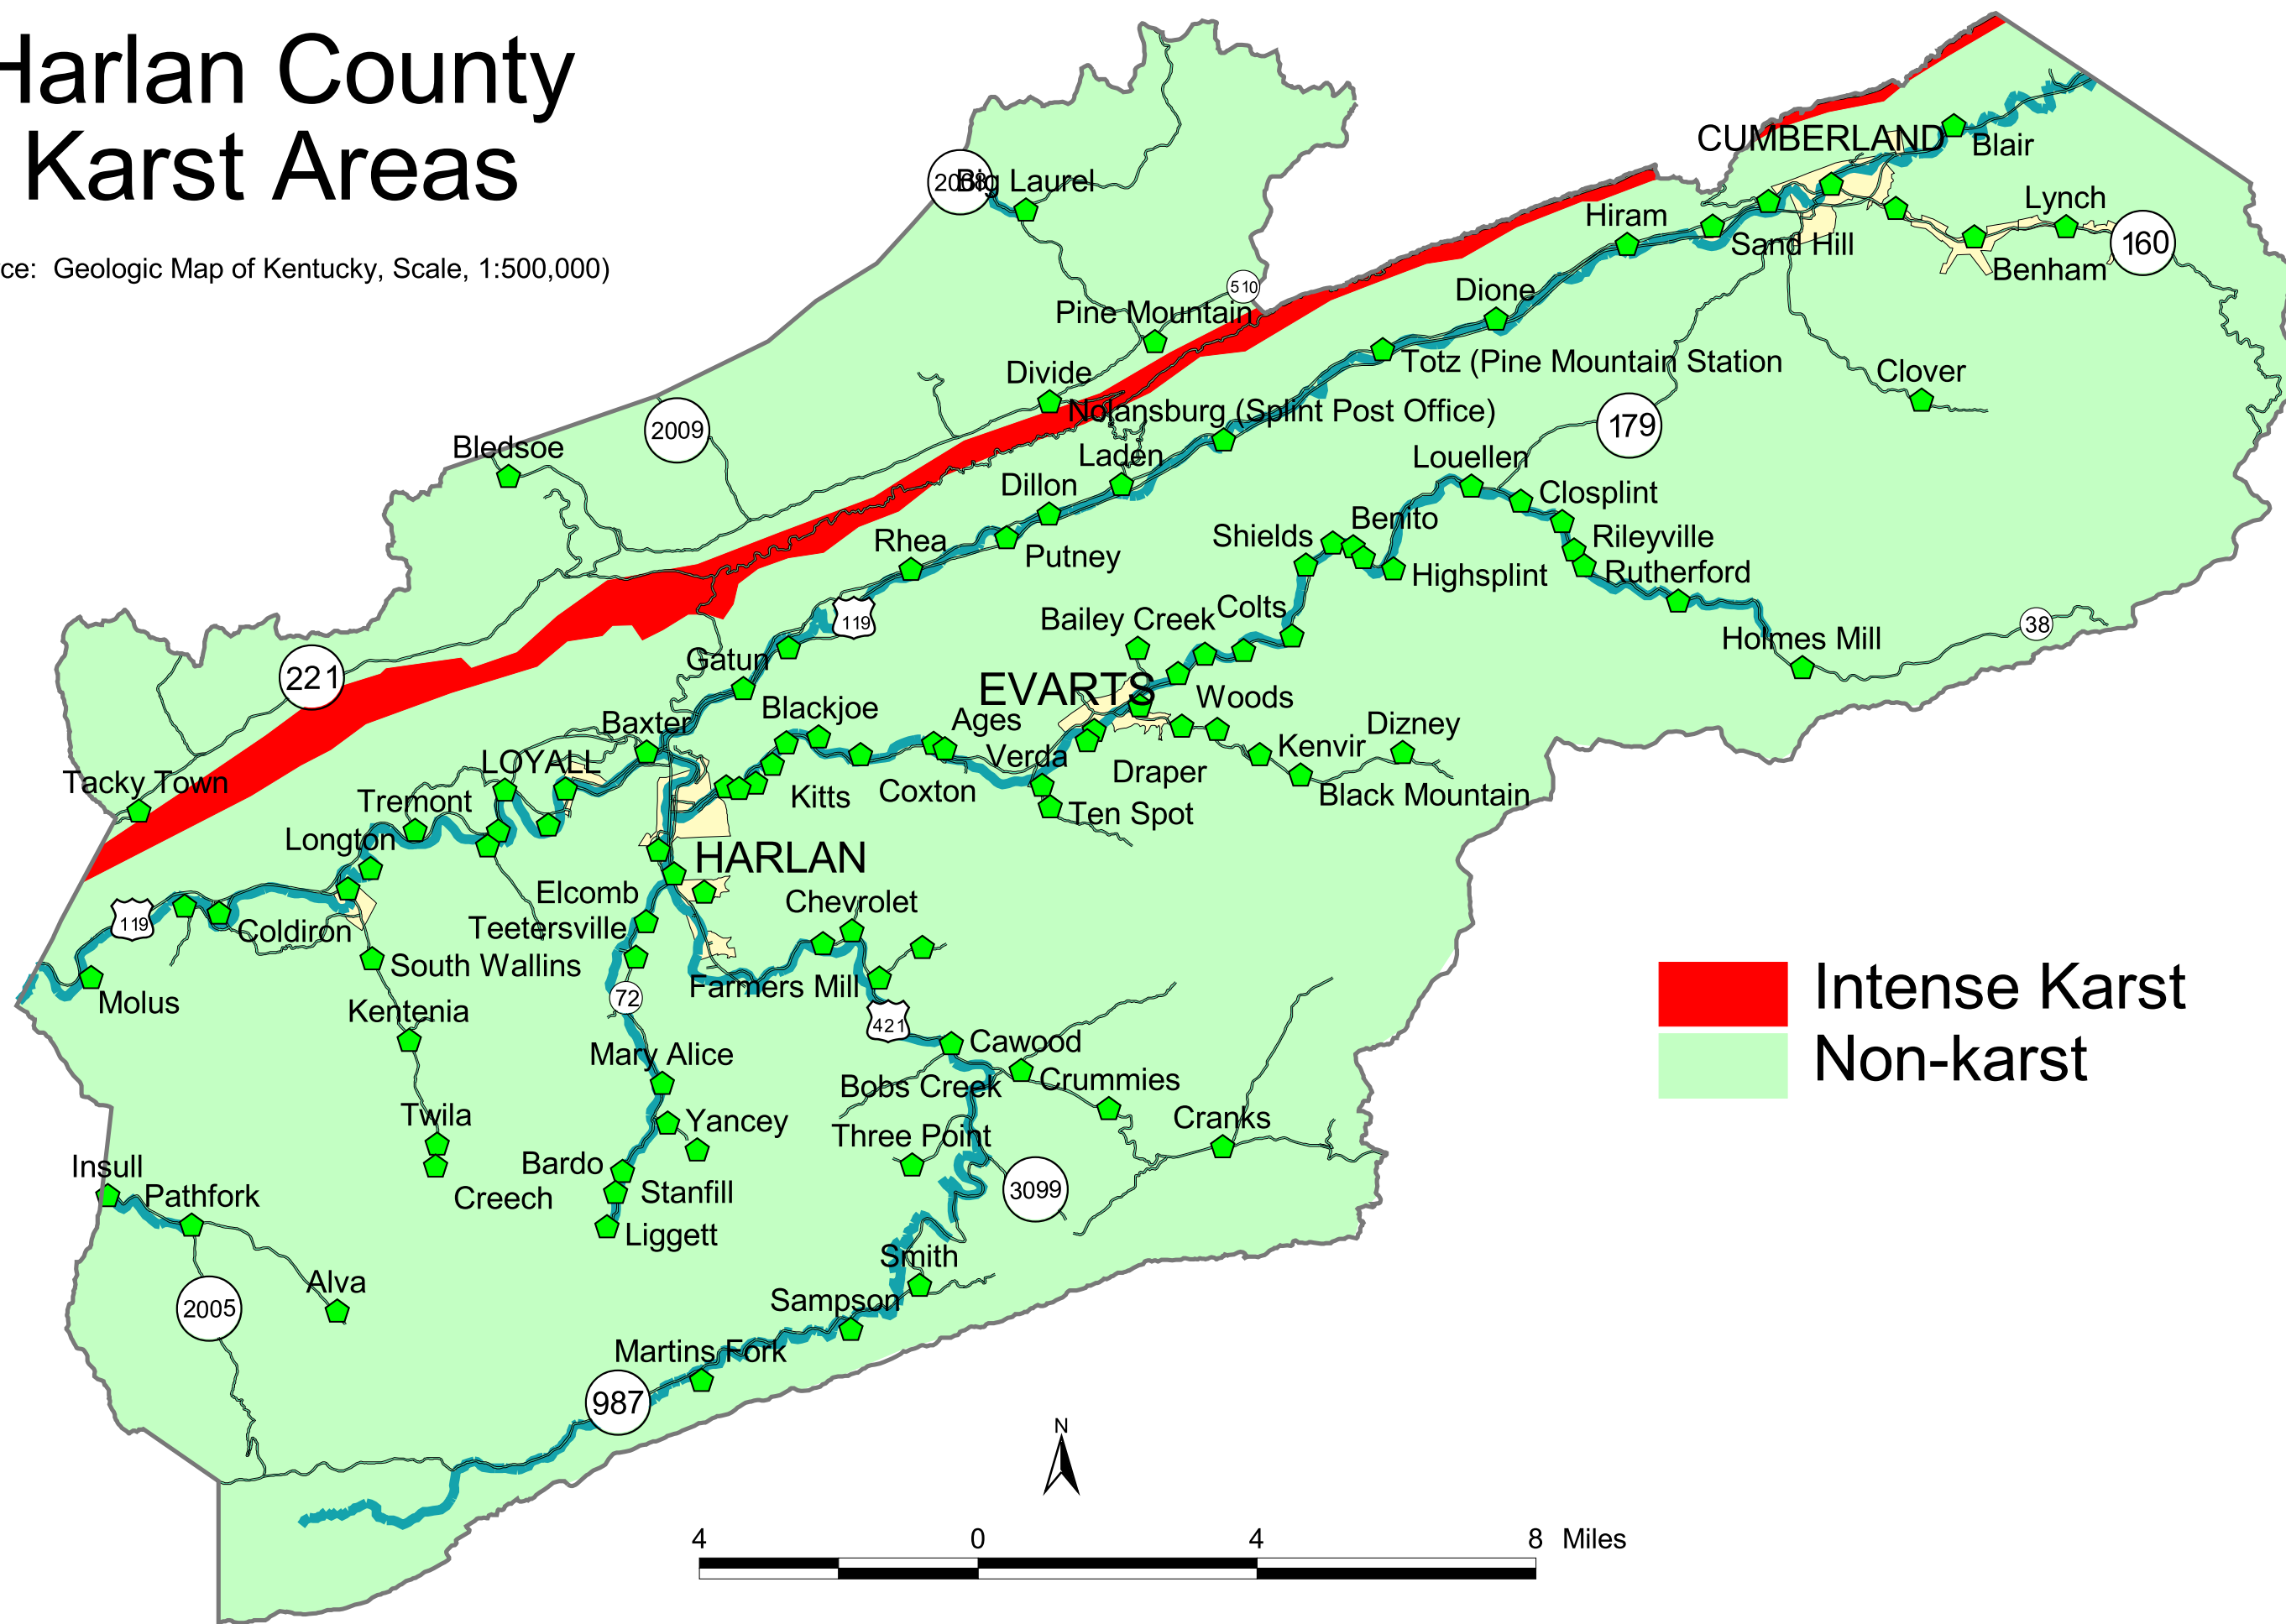 Harlan County
Karst Areas
rce: Geologic Map of Kentucky, Scale, 1:500,000)
CUMBERLAND
Blair
Big Laurel
Lynch
Hiram
Sand Hill
160
Benham
510
Dione
Pine Mountain
Totz (Pine Mountain Station
Divide
Clover
Nolansburg (Splint Post Office)
2009
179
Bledsoe
Laden
Louellen
Dillon
Closplint
Benito
Shields
Rhea
Rileyville
Putney
Highsplint
Rutherford
Colts
Bailey Creek
119
38
Holmes Mill
Gatun
221
EVARTS
Woods
Blackjoe
Ages
Baxter
Dizney
Kenvir
Verda
LOYALL
Draper
Tacky Town
Kitts
Coxton
Black Mountain
Tremont
Ten Spot
Longton
HARLAN
Elcomb
Chevrolet
119
Teetersville
Coldiron
South Wallins
Farmers Mill
Intense Karst
Molus
72
Kentenia
421
Cawood
Mary Alice
Non-karst
Bobs Creek
Crummies
Twila
Yancey
Cranks
Three Point
Insull
Bardo
Pathfork
Creech
Stanfill
3099
Liggett
Smith
Alva
2005
Sampson
Martins Fork
987
N
4 0 4 8 Miles